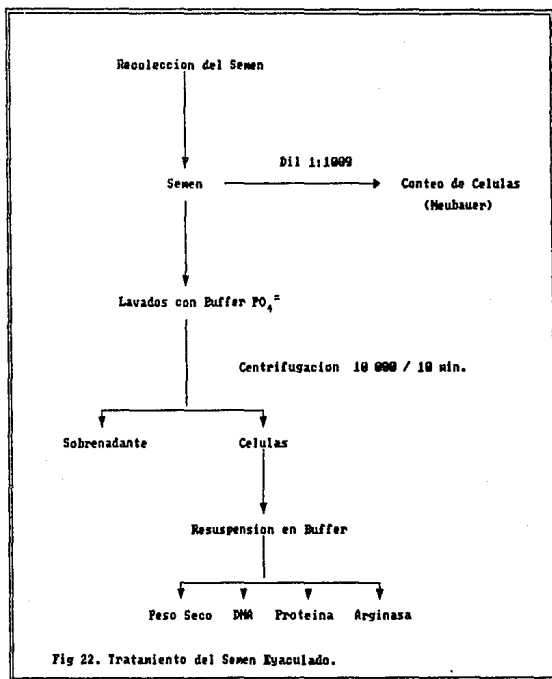 Recoleccion del Semen
Dil 1:1000
Semen
Conteo de Celulas
(Neubauer)
Lavados con Buffer PO₄⁼
Centrifugacion 10 000 / 10 min.
Sobrenadante
Celulas
Resuspension en Buffer
Peso Seco DNA Proteina Arginasa
Fig 22. Tratamiento del Semen Eyaculado.